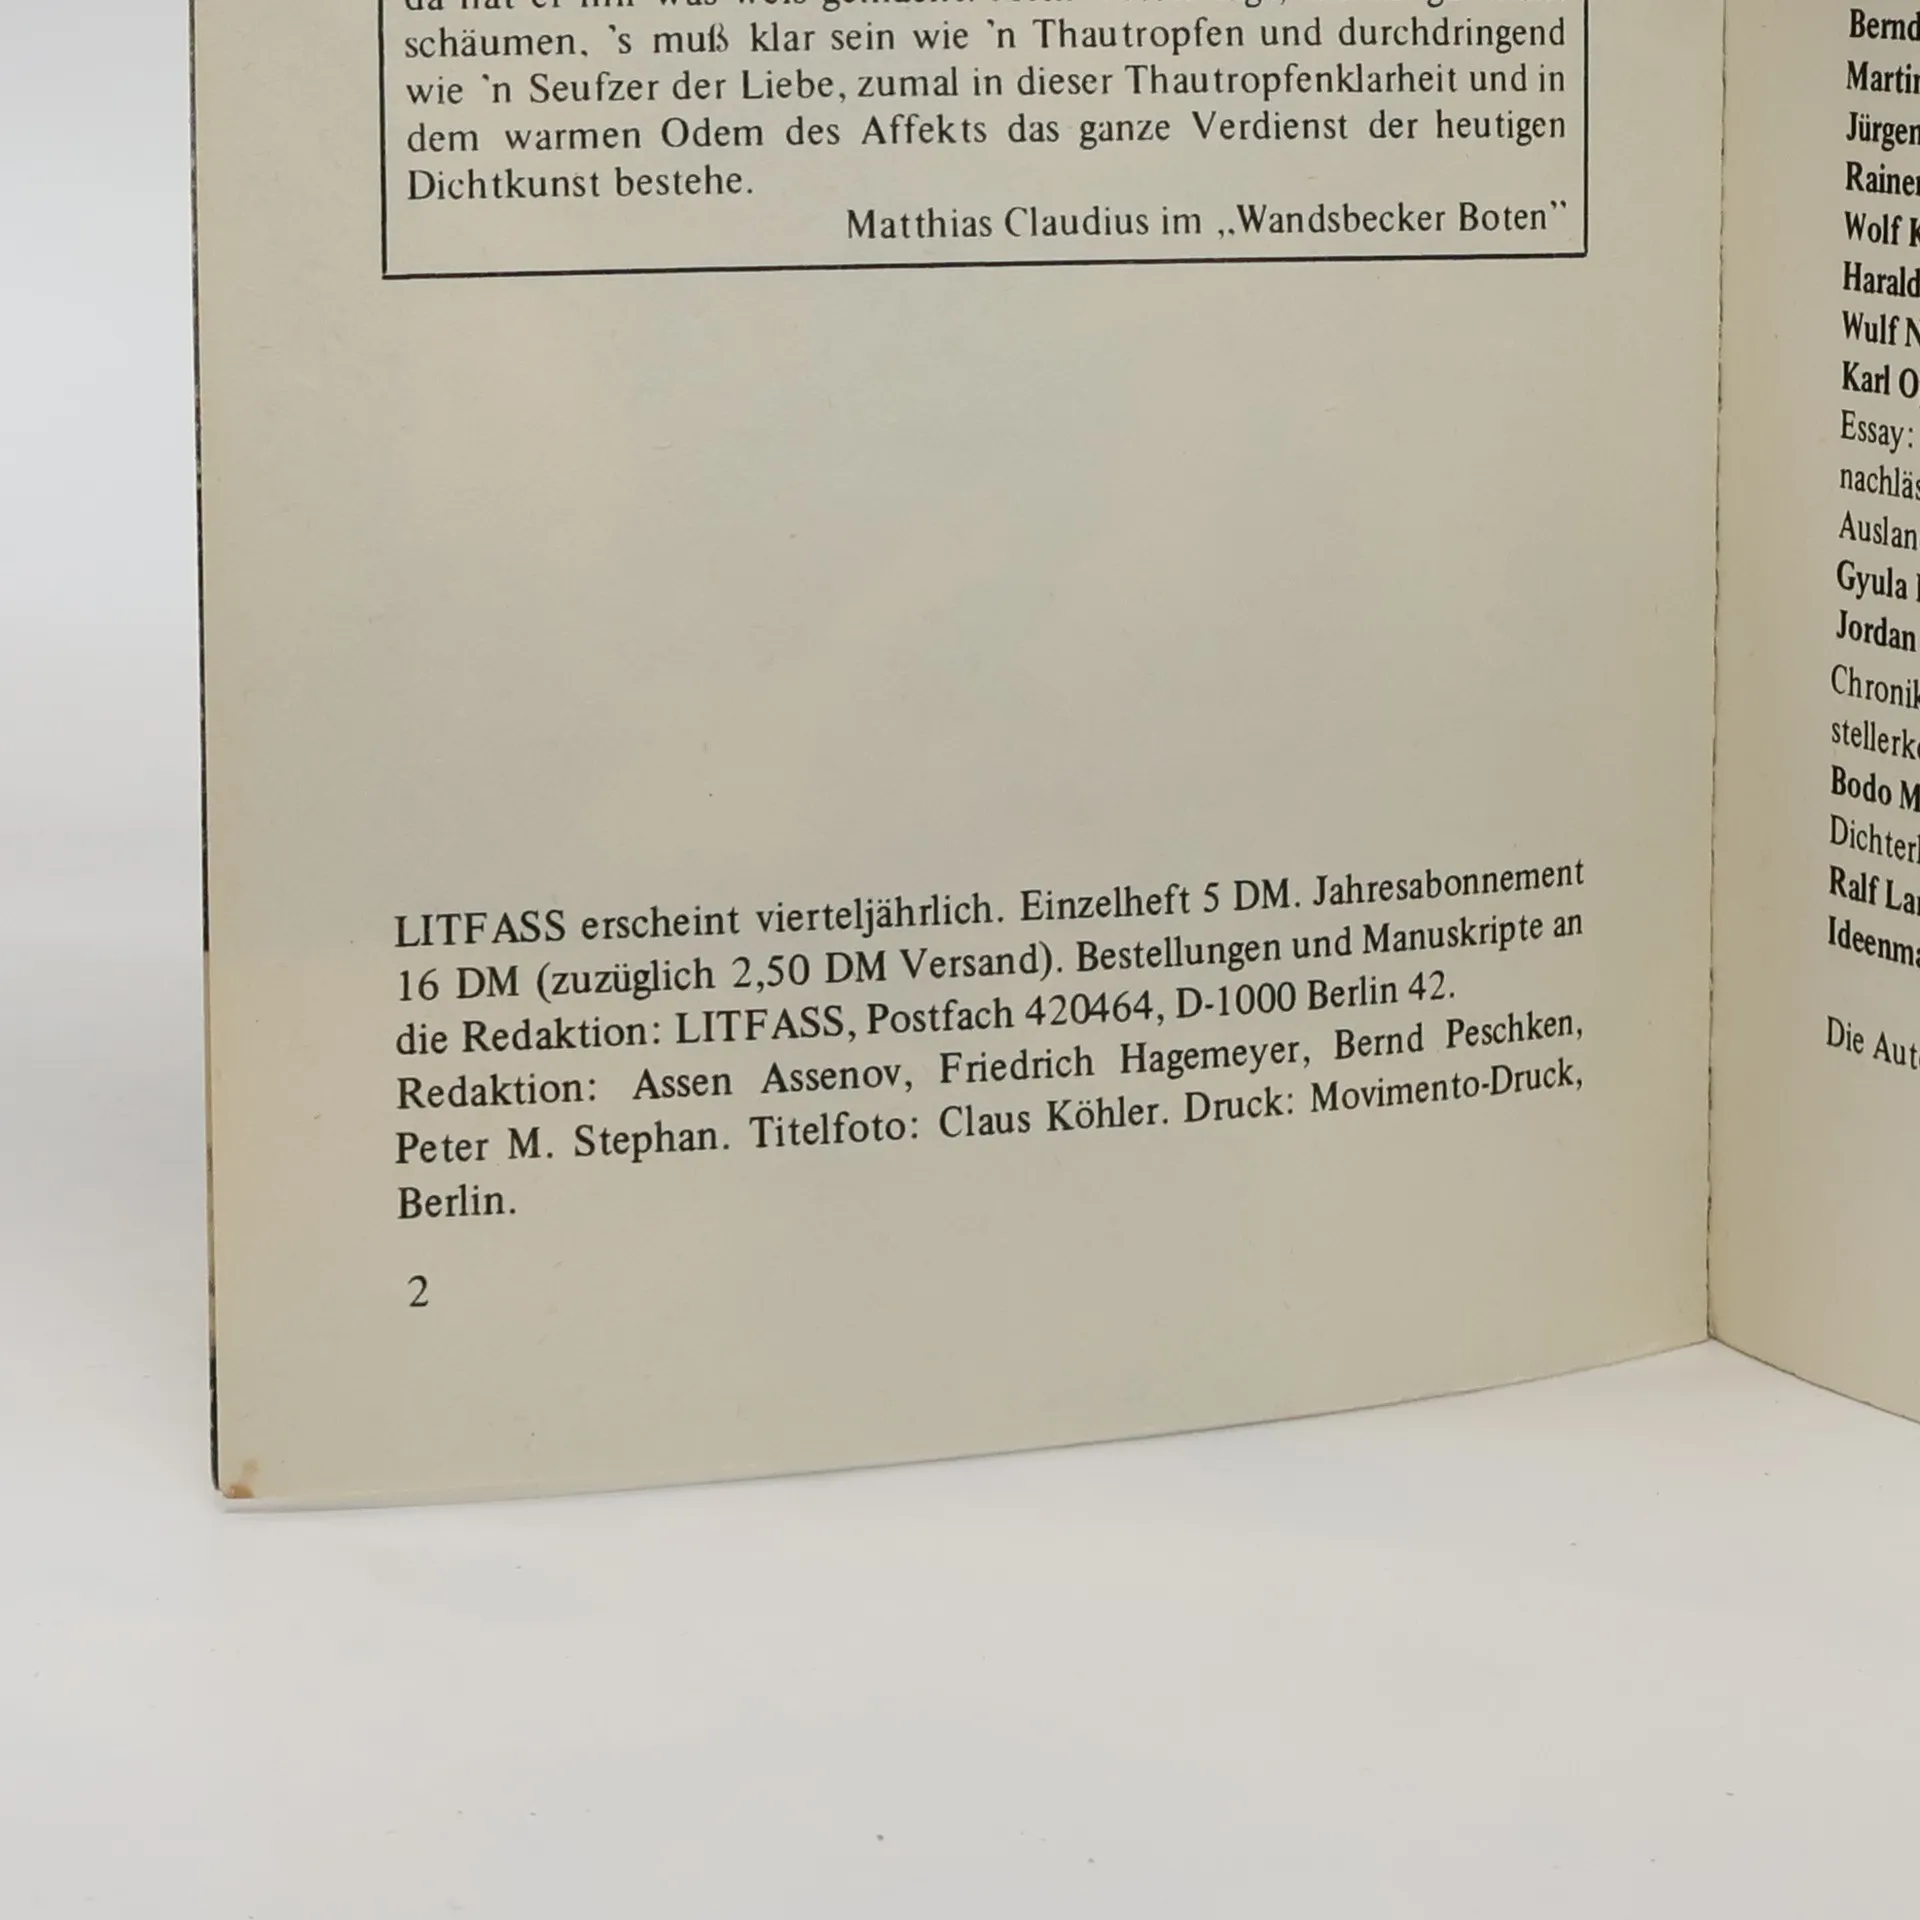 schäumen, 's muß klar sein wie 'n Thautropfen und durchdringend
wie 'n Seufzer der Liebe, zumal in dieser Thautropfenklarheit und in
dem warmen Odem des Affekts das ganze Verdienst der heutigen
Dichtkunst bestehe.
Matthias Claudius im „Wandsbecker Boten”
LITFASS erscheint vierteljährlich. Einzelheft 5 DM. Jahresabonnement
16 DM (zuzüglich 2,50 DM Versand). Bestellungen und Manuskripte an
die Redaktion: LITFASS, Postfach 420464, D-1000 Berlin 42.
Redaktion: Assen Assenov, Friedrich Hagemeyer, Bernd Peschken,
Peter M. Stephan. Titelfoto: Claus Köhler. Druck: Movimento-Druck,
Berlin.
2
Bernd
Wolf
Harald
Wulf
Karl
Essay:
Gyula
Jordan
Bodo
Ralf
Die